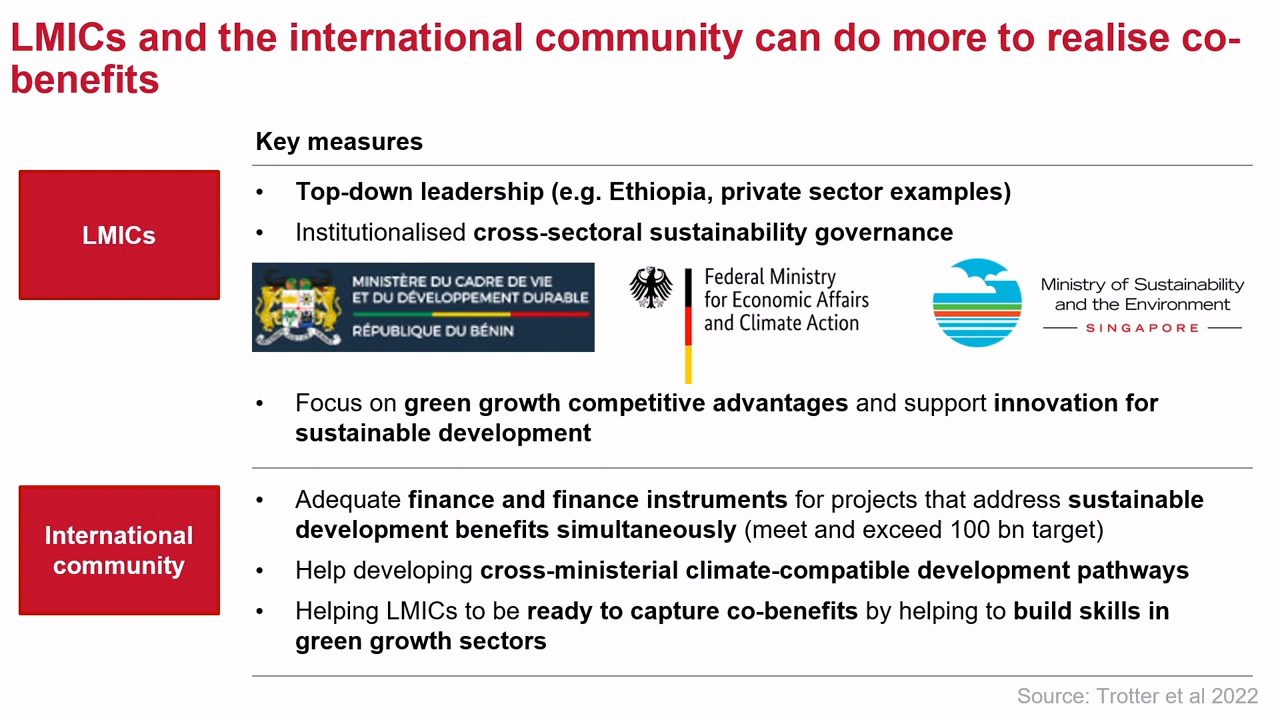 LMICs and the international community can do more to realise co-
benefits
Key measures
LMICs
• Top-down leadership (e.g. Ethiopia, private sector examples)
• Institutionalised cross-sectoral sustainability governance
MINISTÈRE DU CADRE DE VIE
ET DU DÉVELOPPEMENT DURABLE
RÉPUBLIQUE DU BÉNIN
Federal Ministry
for Economic Affairs
and Climate Action
Ministry of Sustainability
and the Environment
SINGAPORE
• Focus on green growth competitive advantages and support innovation for
sustainable development
International
community
• Adequate finance and finance instruments for projects that address sustainable
development benefits simultaneously (meet and exceed 100 bn target)
• Help developing cross-ministerial climate-compatible development pathways
• Helping LMICs to be ready to capture co-benefits by helping to build skills in
green growth sectors
Source: Trotter et al 2022